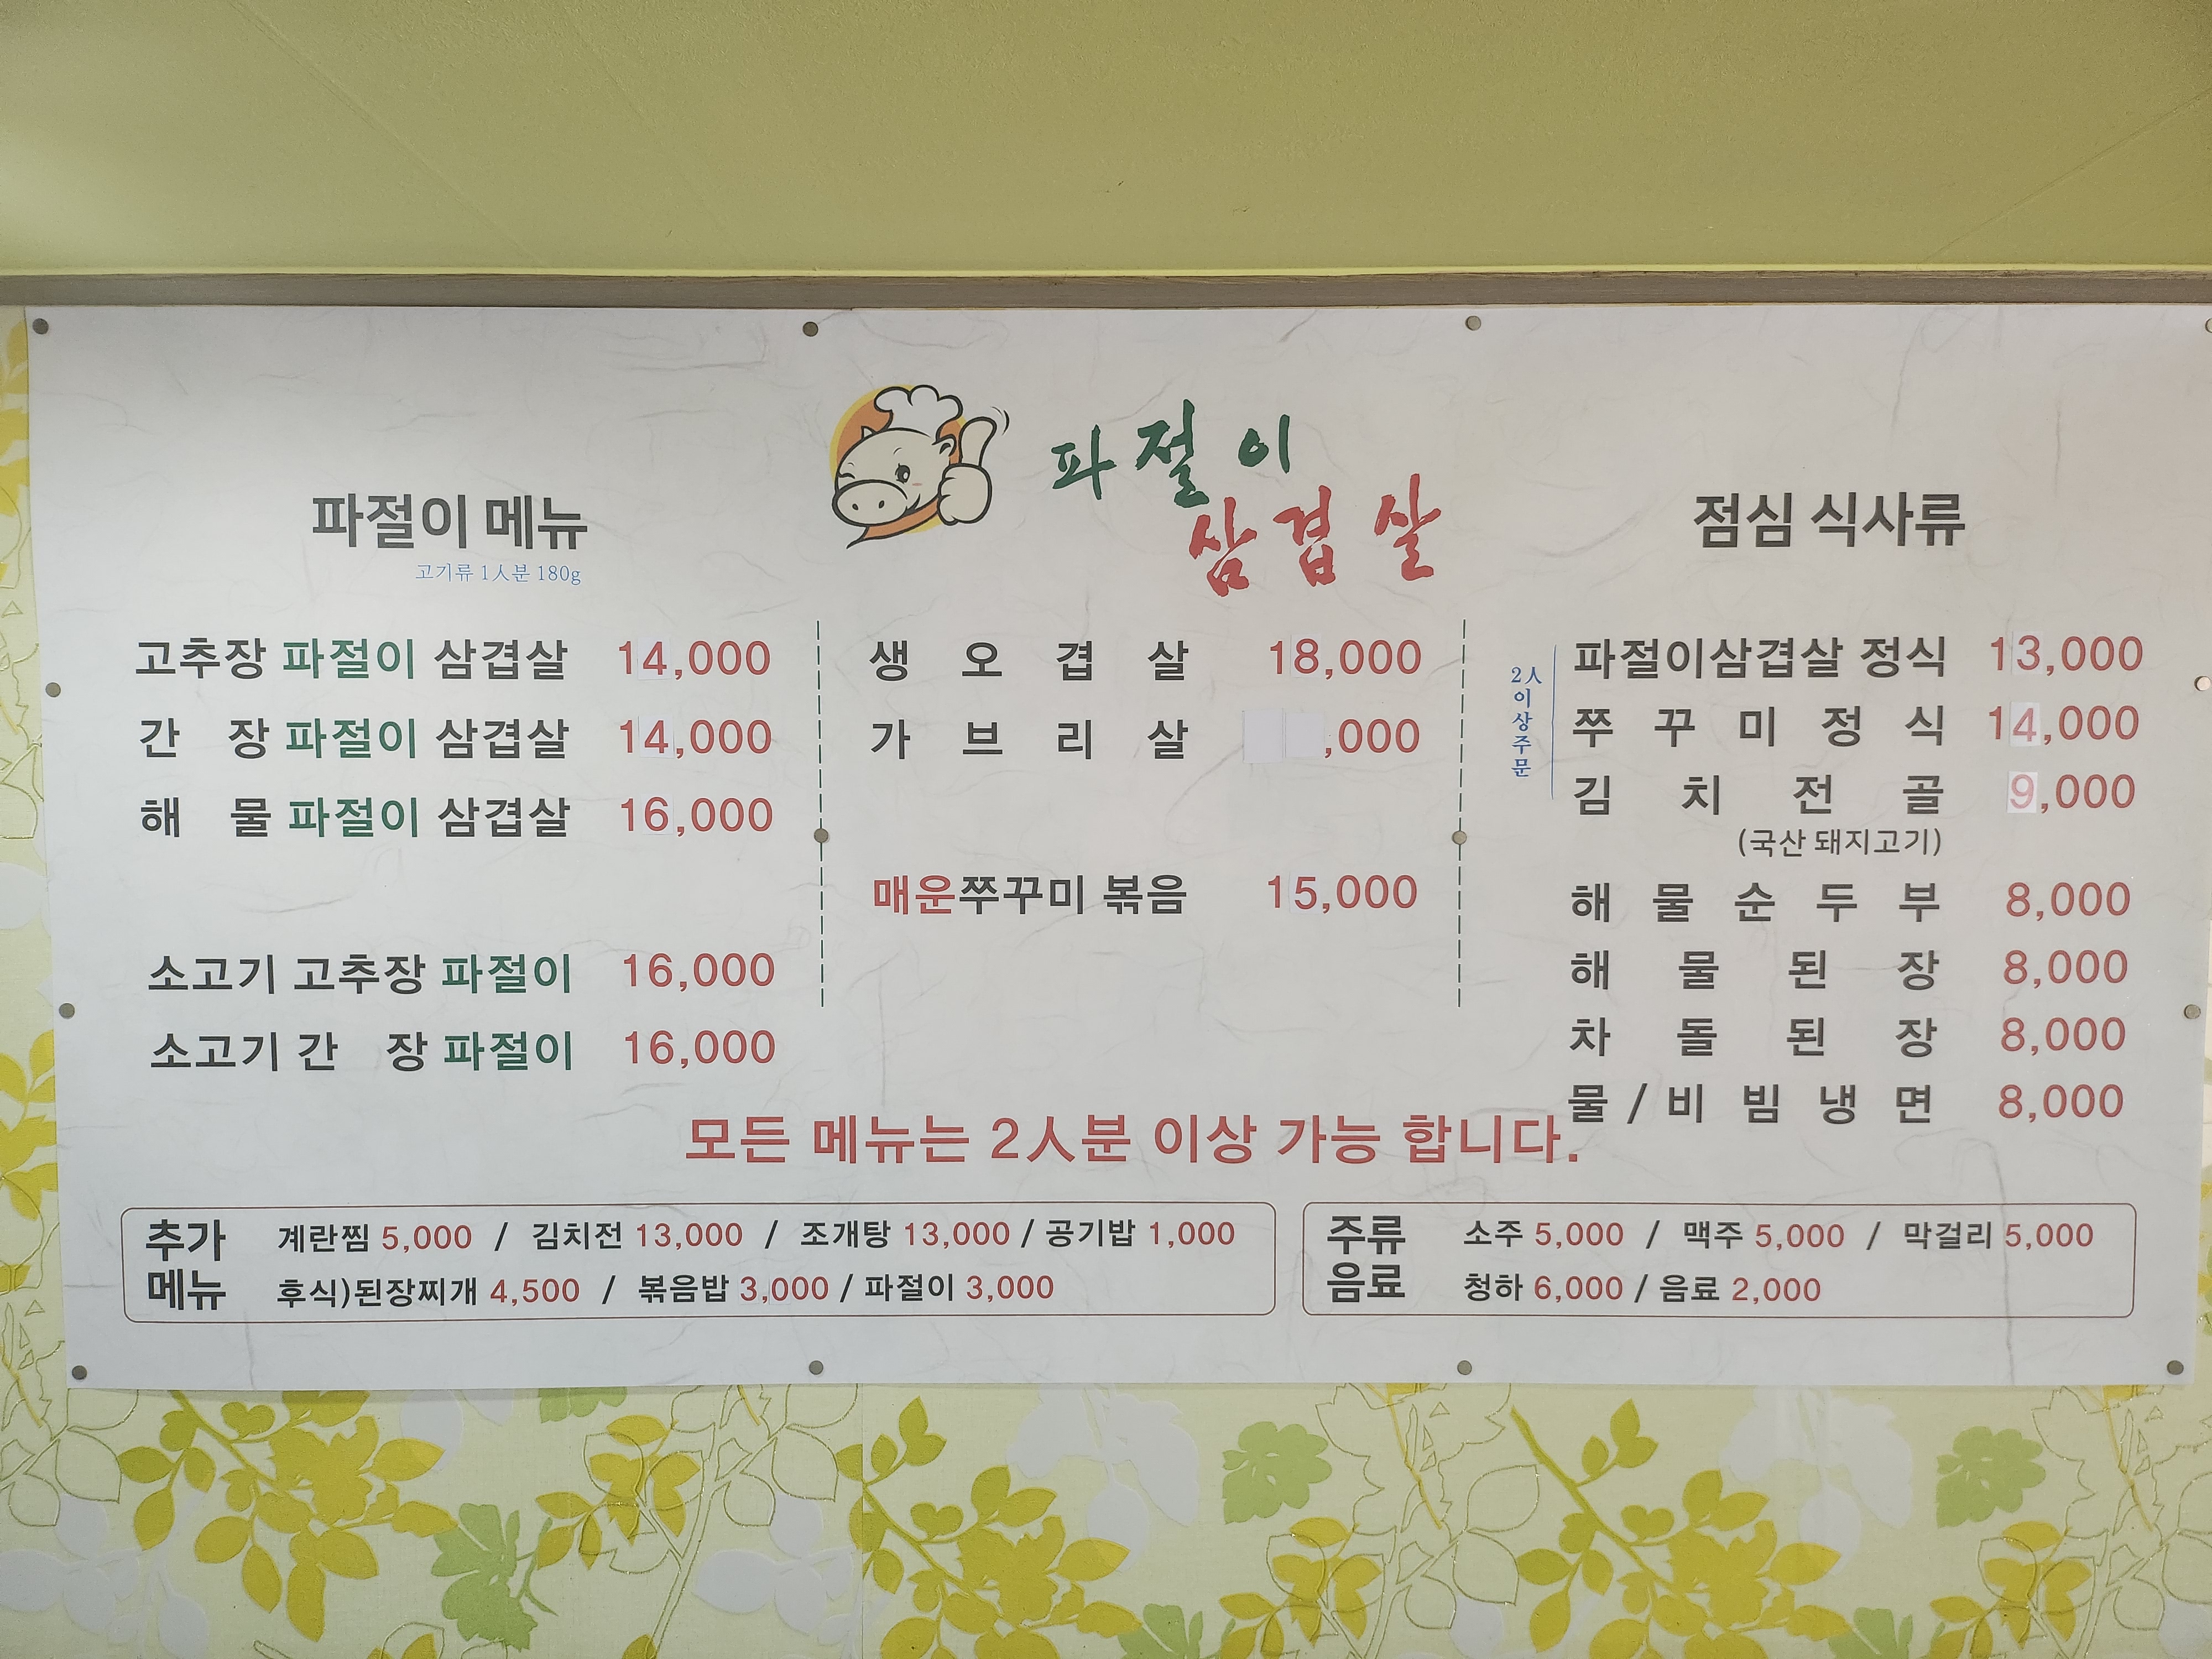 파절이
삼겹살
파절이 메뉴
고기류 1人분 180g
고추장 파절이 삼겹살 14,000
간 장 파절이 삼겹살 14,000
해 물 파절이 삼겹살 16,000
소고기 고추장 파절이 16,000
소고기 간 장 파절이 16,000
생 오 겹 살 18,000
가 브 리 살 ,000
매운쭈꾸미 볶음 15,000
점심 식사류
2人이상주문
파절이삼겹살 정식 13,000
쭈 꾸 미 정 식 14,000
김 치 전 골 9,000
(국산 돼지고기)
해 물 순 두 부 8,000
해 물 된 장 8,000
차 돌 된 장 8,000
물 / 비 빔 냉 면 8,000
모든 메뉴는 2人분 이상 가능 합니다.
추가 메뉴
계란찜 5,000 / 김치전 13,000 / 조개탕 13,000 / 공기밥 1,000
후식)된장찌개 4,500 / 볶음밥 3,000 / 파절이 3,000
주류 음료
소주 5,000 / 맥주 5,000 / 막걸리 5,000
청하 6,000 / 음료 2,000